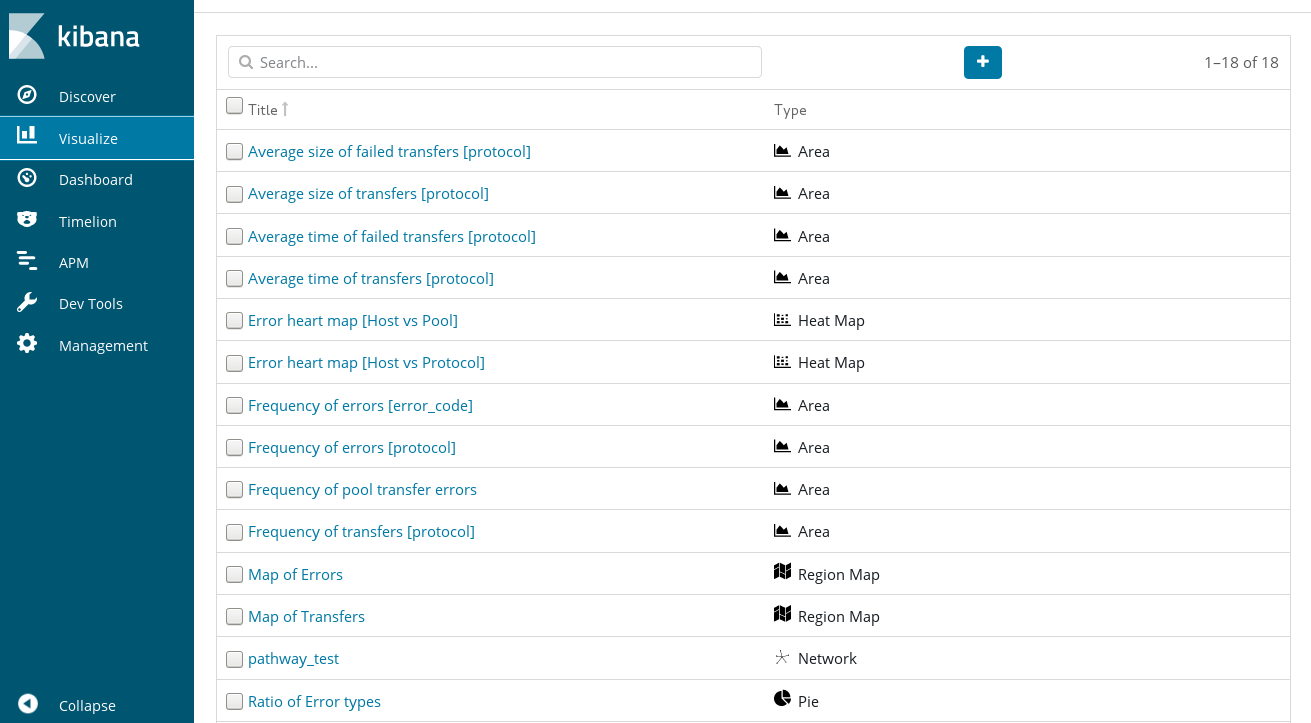 kibana
Discover
Visualize
Dashboard
Timelion
APM
Dev Tools
Management
Collapse
Search...
1–18 of 18
Title Type
Average size of failed transfers [protocol] Area
Average size of transfers [protocol] Area
Average time of failed transfers [protocol] Area
Average time of transfers [protocol] Area
Error heart map [Host vs Pool] Heat Map
Error heart map [Host vs Protocol] Heat Map
Frequency of errors [error_code] Area
Frequency of errors [protocol] Area
Frequency of pool transfer errors Area
Frequency of transfers [protocol] Area
Map of Errors Region Map
Map of Transfers Region Map
pathway_test Network
Ratio of Error types Pie